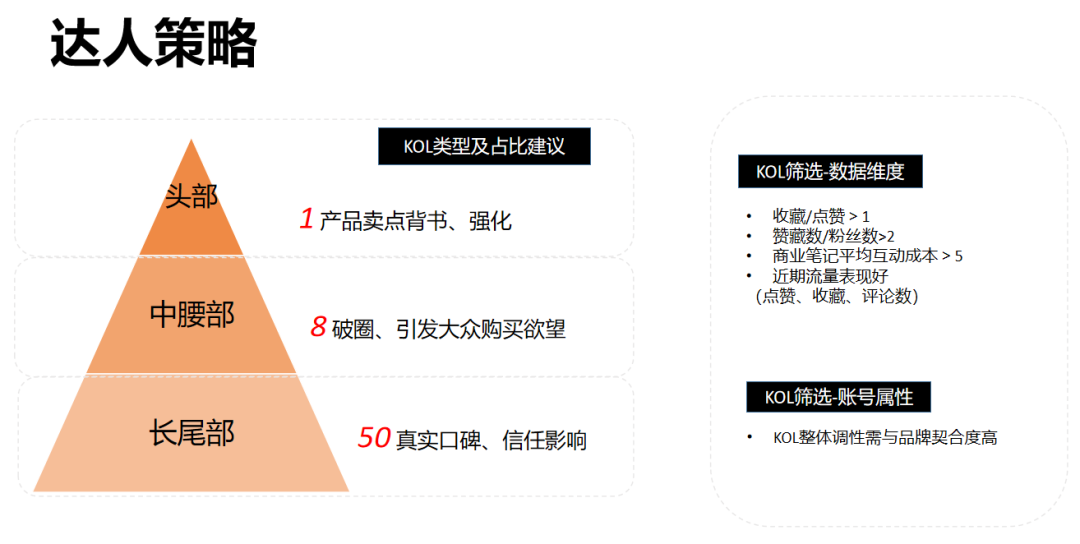 达人策略
KOL类型及占比建议
头部
1 产品卖点背书、强化
中腰部
8 破圈、引发大众购买欲望
长尾部
50 真实口碑、信任影响
KOL筛选-数据维度
• 收藏/点赞＞1
• 赞藏数/粉丝数>2
• 商业笔记平均互动成本＞5
• 近期流量表现好
(点赞、收藏、评论数)
KOL筛选-账号属性
• KOL整体调性需与品牌契合度高